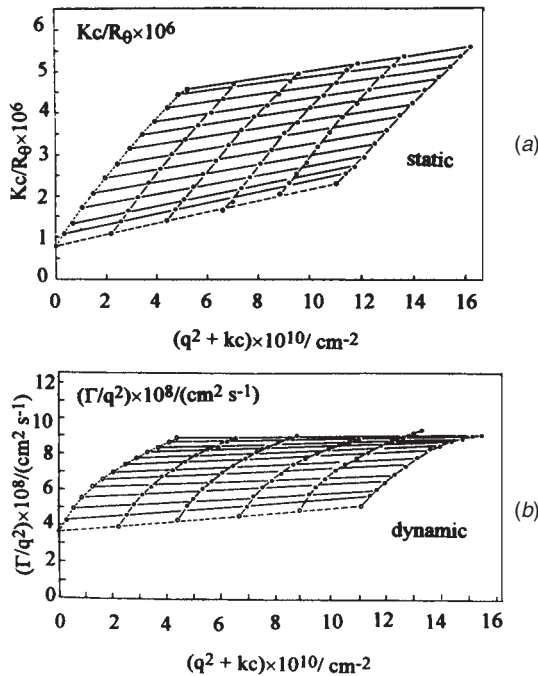 Kc/Rθ×10⁶
Kc/Rθ×10⁶
6
5
4
3
2
1
0
static
(a)
0 2 4 6 8 10 12 14 16
(q² + kc)×10¹⁰/ cm⁻²
(Γ/q²)×10⁸/(cm² s⁻¹)
(Γ/q²)×10⁸/(cm² s⁻¹)
12
10
8
6
4
2
0
dynamic
(b)
0 2 4 6 8 10 12 14 16
(q² + kc)×10¹⁰/ cm⁻²